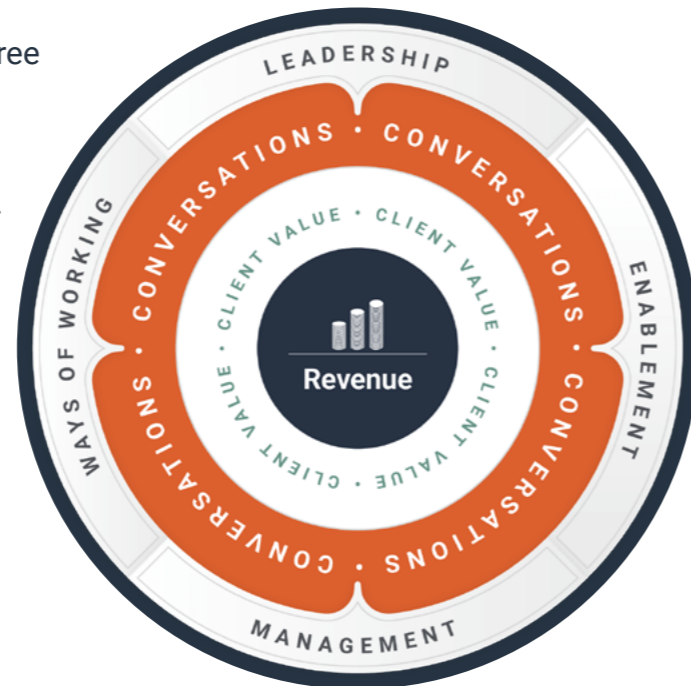 ree
LEADERSHIP
ENABLEMENT
MANAGEMENT
WAYS OF WORKING
CONVERSATIONS • CONVERSATIONS • CONVERSATIONS • CONVERSATIONS •
CLIENT VALUE • CLIENT VALUE • CLIENT VALUE • CLIENT VALUE •
Revenue